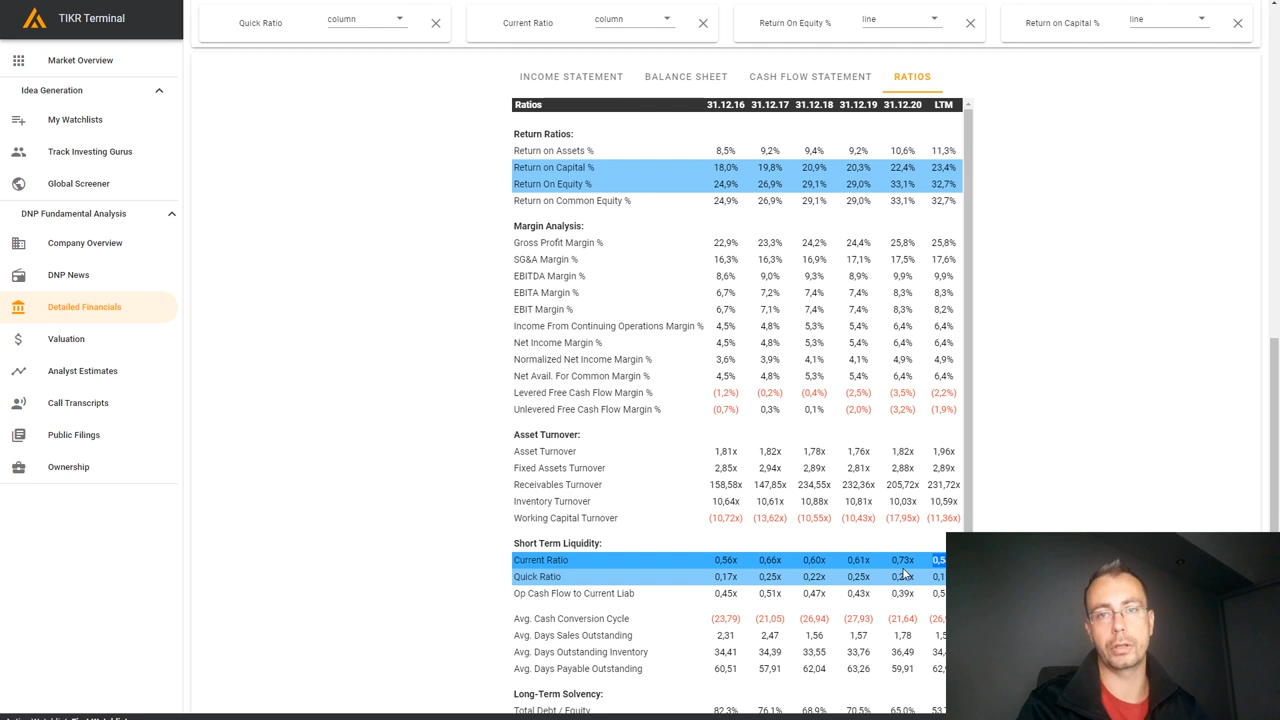 TIKR Terminal
Quick Ratio column
Current Ratio column
Return On Equity % line
Return on Capital % line
Market Overview
Idea Generation
My Watchlists
Track Investing Gurus
Global Screener
DNP Fundamental Analysis
Company Overview
DNP News
Detailed Financials
Valuation
Analyst Estimates
Call Transcripts
Public Filings
Ownership
INCOME STATEMENT BALANCE SHEET CASH FLOW STATEMENT RATIOS
Ratios 31.12.16 31.12.17 31.12.18 31.12.19 31.12.20 LTM
Return Ratios:
Return on Assets % 8,5% 9,2% 9,4% 9,2% 10,6% 11,3%
Return on Capital % 18,0% 19,8% 20,9% 20,3% 22,4% 23,4%
Return On Equity % 24,9% 26,9% 29,1% 29,0% 33,1% 32,7%
Return on Common Equity % 24,9% 26,9% 29,1% 29,0% 33,1% 32,7%
Margin Analysis:
Gross Profit Margin % 22,9% 23,3% 24,2% 24,4% 25,8% 25,8%
SG&A Margin % 16,3% 16,3% 16,9% 17,1% 17,5% 17,6%
EBITDA Margin % 8,6% 9,0% 9,3% 8,9% 9,9% 9,9%
EBITA Margin % 6,7% 7,2% 7,4% 7,4% 8,3% 8,3%
EBIT Margin % 6,7% 7,1% 7,4% 7,4% 8,3% 8,2%
Income From Continuing Operations Margin % 4,5% 4,8% 5,3% 5,4% 6,4% 6,4%
Net Income Margin % 4,5% 4,8% 5,3% 5,4% 6,4% 6,4%
Normalized Net Income Margin % 3,6% 3,9% 4,1% 4,1% 4,9% 4,9%
Net Avail. For Common Margin % 4,5% 4,8% 5,3% 5,4% 6,4% 6,4%
Levered Free Cash Flow Margin % (1,2%) (0,2%) (0,4%) (2,5%) (3,5%) (2,2%)
Unlevered Free Cash Flow Margin % (0,7%) 0,3% 0,1% (2,0%) (3,2%) (1,9%)
Asset Turnover:
Asset Turnover 1,81x 1,82x 1,78x 1,76x 1,82x 1,96x
Fixed Assets Turnover 2,85x 2,94x 2,89x 2,81x 2,88x 2,89x
Receivables Turnover 158,58x 147,85x 234,55x 232,36x 205,72x 231,72x
Inventory Turnover 10,64x 10,61x 10,88x 10,81x 10,03x 10,59x
Working Capital Turnover (10,72x) (13,62x) (10,55x) (10,43x) (17,95x) (11,36x)
Short Term Liquidity:
Current Ratio 0,56x 0,66x 0,60x 0,61x 0,73x
Quick Ratio 0,17x 0,25x 0,22x 0,25x
Op Cash Flow to Current Liab 0,45x 0,51x 0,47x 0,43x 0,39x
Avg. Cash Conversion Cycle (23,79) (21,05) (26,94) (27,93) (21,64)
Avg. Days Sales Outstanding 2,31 2,47 1,56 1,57 1,78
Avg. Days Outstanding Inventory 34,41 34,39 33,55 33,76 36,49
Avg. Days Payable Outstanding 60,51 57,91 62,04 63,26 59,91
Long-Term Solvency:
Total Debt / Equity 82,3% 76,1% 68,9% 70,5% 65,0%